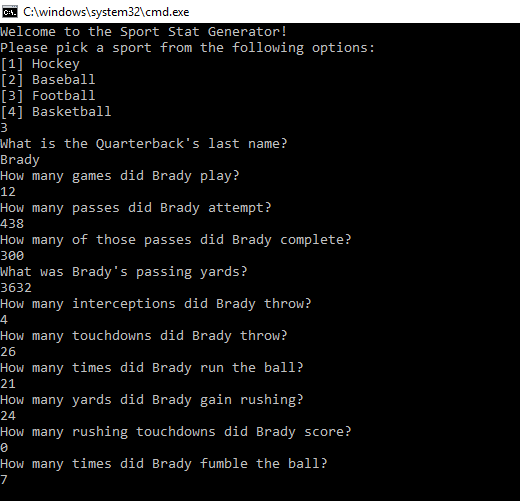 C:\windows\system32\cmd.exe
Welcome to the Sport Stat Generator!
Please pick a sport from the following options:
[1] Hockey
[2] Baseball
[3] Football
[4] Basketball
3
What is the Quarterback's last name?
Brady
How many games did Brady play?
12
How many passes did Brady attempt?
438
How many of those passes did Brady complete?
300
What was Brady's passing yards?
3632
How many interceptions did Brady throw?
4
How many touchdowns did Brady throw?
26
How many times did Brady run the ball?
21
How many yards did Brady gain rushing?
24
How many rushing touchdowns did Brady score?
0
How many times did Brady fumble the ball?
7